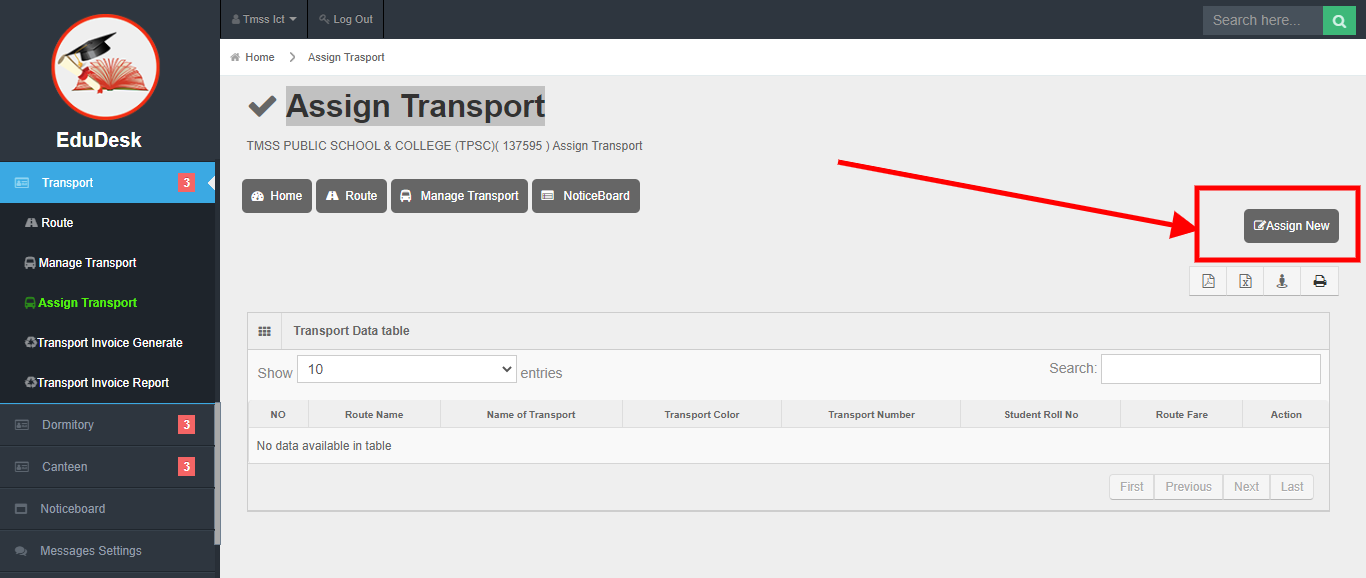 Tmss Ict
Log Out
Search here...
EduDesk
Home
Assign Trasport
Assign Transport
TMSS PUBLIC SCHOOL & COLLEGE (TPSC)( 137595 ) Assign Transport
Home
Route
Manage Transport
NoticeBoard
Assign New
Transport 3
Route
Manage Transport
Assign Transport
Transport Invoice Generate
Transport Invoice Report
Dormitory 3
Canteen 3
Noticeboard
Messages Settings
Transport Data table
Show 10 entries
Search:
NO Route Name Name of Transport Transport Color Transport Number Student Roll No Route Fare Action
No data available in table
First Previous Next Last